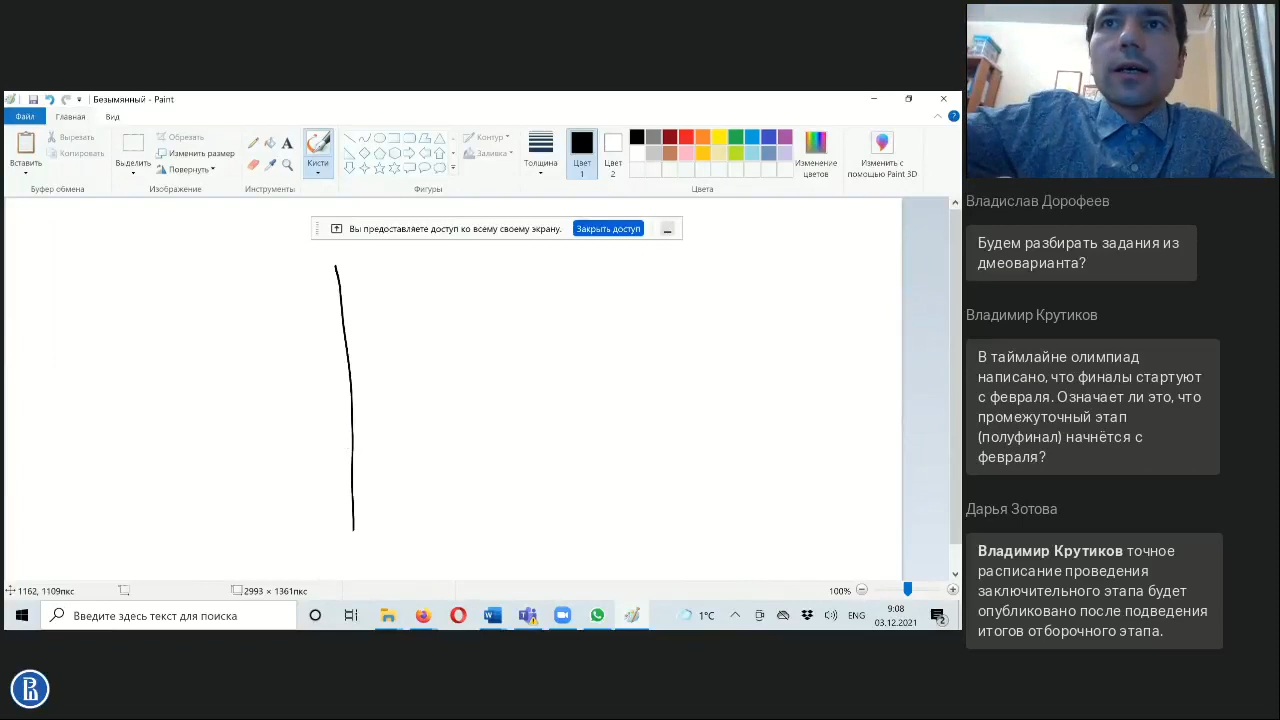 Безымянный - Paint
Файл
Главная
Вид
Вставить
Вырезать
Копировать
Буфер обмена
Выделить
Обрезать
Изменить размер
Повернуть
Изображение
Инструменты
Кисти
Контур
Заливка
Фигуры
Толщина
Цвет 1
Цвет 2
Изменение цветов
Изменить с помощью Paint 3D
Цвета
Вы предоставляете доступ ко всему своему экрану.
Закрыть доступ
1162, 1109пкс
2993 × 1361пкс
100%
Введите здесь текст для поиска
1°C
ENG
9:08
03.12.2021
2
Владислав Дорофеев
Будем разбирать задания из
дмеоварианта?
Владимир Крутиков
В таймлайне олимпиад
написано, что финалы стартуют
с февраля. Означает ли это, что
промежуточный этап
(полуфинал) начнётся с
февраля?
Дарья Зотова
Владимир Крутиков точное
расписание проведения
заключительного этапа будет
опубликовано после подведения
итогов отборочного этапа.